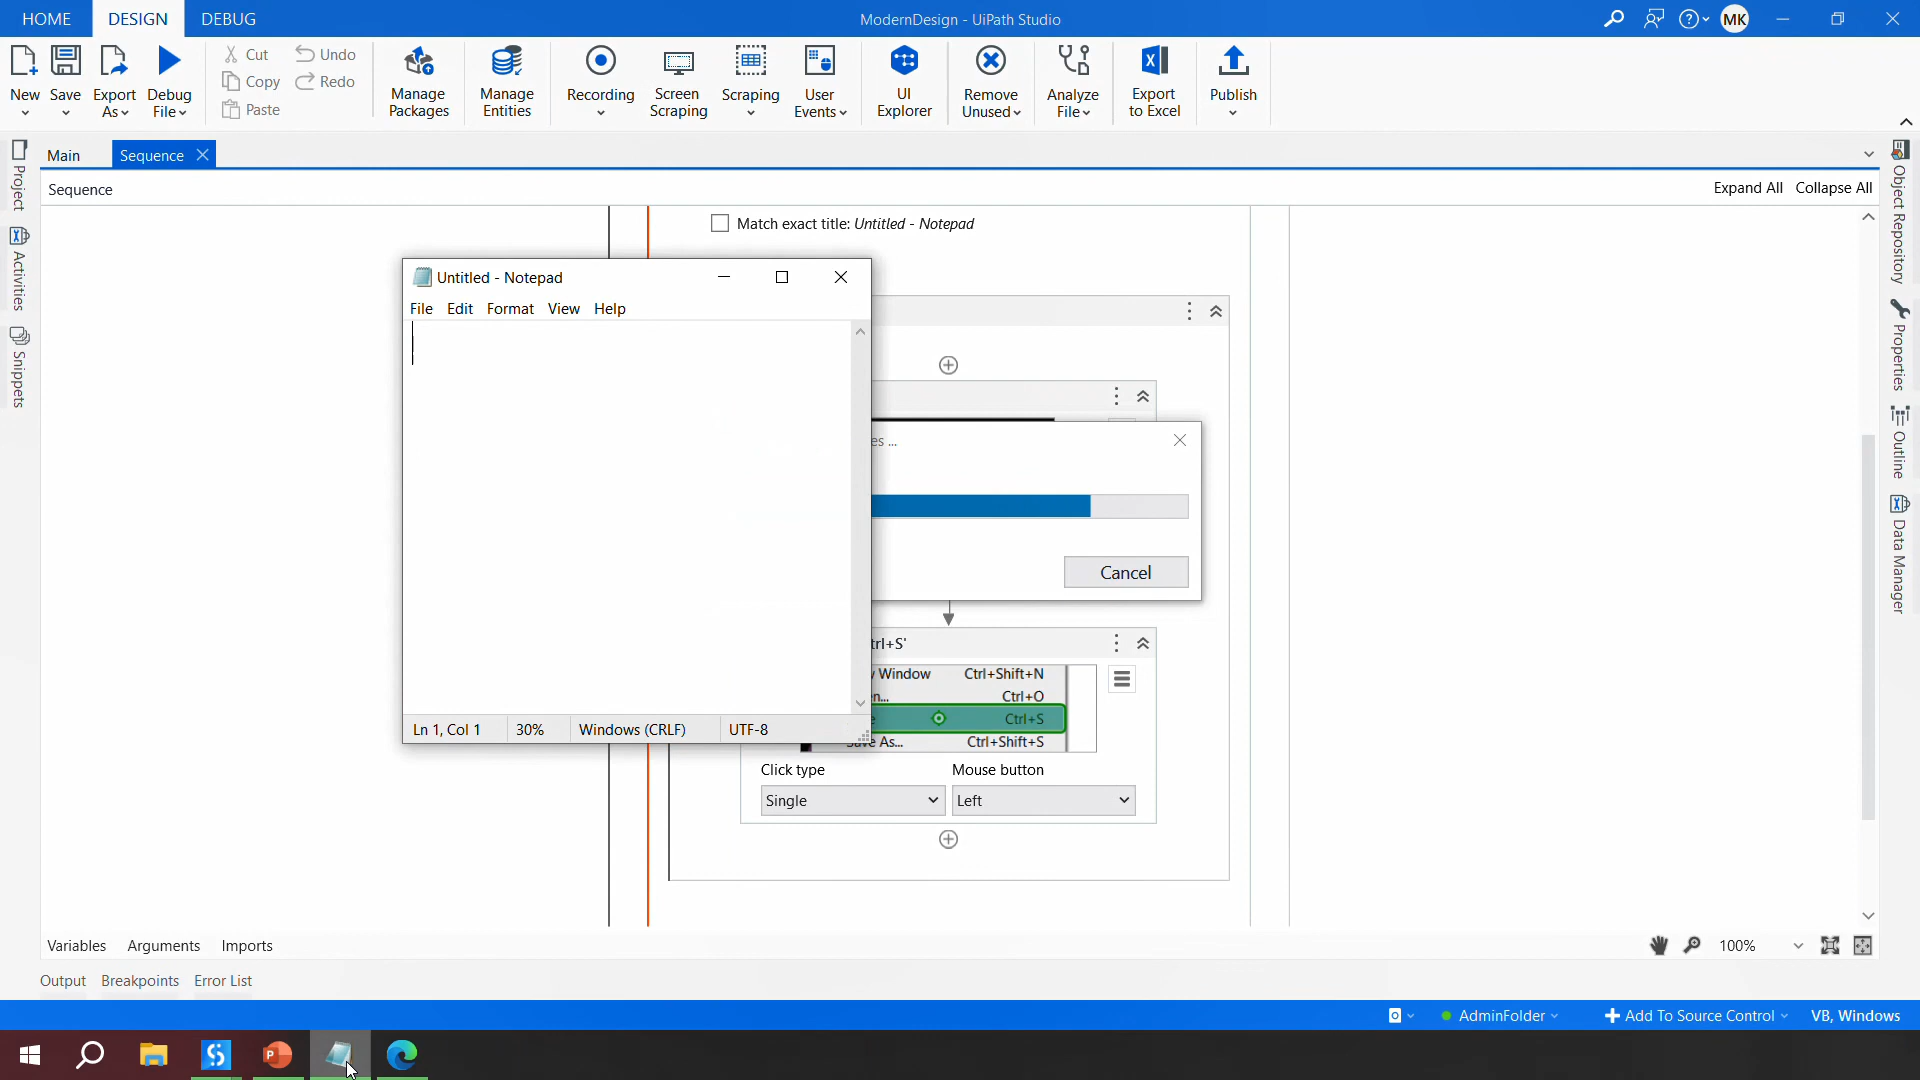 HOME DESIGN DEBUG
ModernDesign - UiPath Studio
MK
New
Save
Export
As
Debug
File
Cut
Copy
Paste
Undo
Redo
Manage
Packages
Manage
Entities
Recording
Screen
Scraping
Scraping
User
Events
UI
Explorer
Remove
Unused
Analyze
File
Export
to Excel
Publish
Main
Sequence
Sequence
Expand All Collapse All
Project
Activities
Snippets
Object Repository
Properties
Outline
Data Manager
Match exact title: Untitled - Notepad
Untitled - Notepad
File Edit Format View Help
Ln 1, Col 1 30% Windows (CRLF) UTF-8
es ...
Cancel
trl+S'
Window Ctrl+Shift+N
n... Ctrl+O
e Ctrl+S
Save As... Ctrl+Shift+S
Click type Mouse button
Single Left
Variables Arguments Imports
100%
Output Breakpoints Error List
AdminFolder
Add To Source Control
VB, Windows